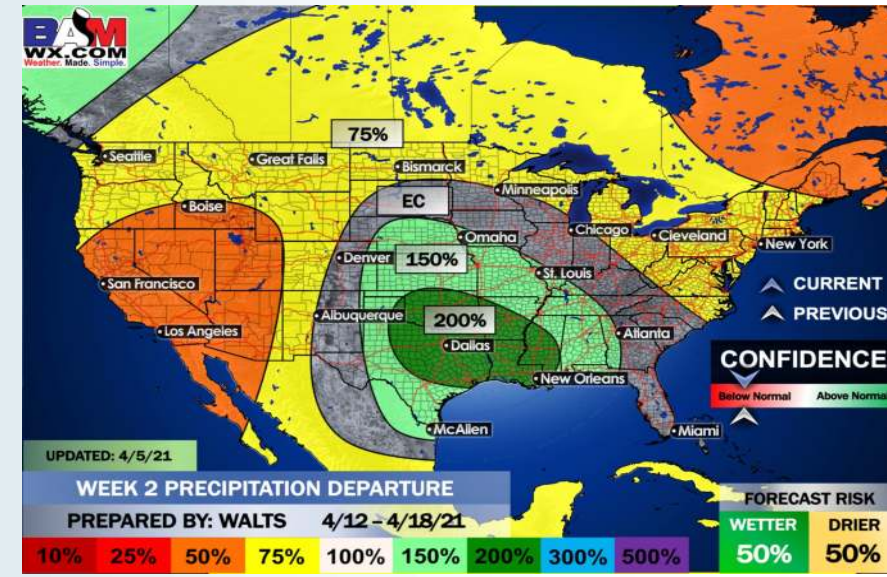 BAM
WX.COM
Weather. Made. Simple.
75%
Seattle
Great Falls
Bismarck
Minneapolis
EC
Boise
Omaha
Chicago
Cleveland
New York
Denver
150%
St. Louis
San Francisco
CURRENT
PREVIOUS
Albuquerque
200%
Los Angeles
Dallas
Atlanta
CONFIDENCE
Below Normal
Above Norma
New Orleans
McAllen
Miami
UPDATED: 4/5/21
WEEK 2 PRECIPITATION DEPARTURE
PREPARED BY: WALTS 4/12 – 4/18/21
10% 25% 50% 75% 100% 150% 200% 300% 500%
FORECAST RISK
WETTER DRIER
50% 50%